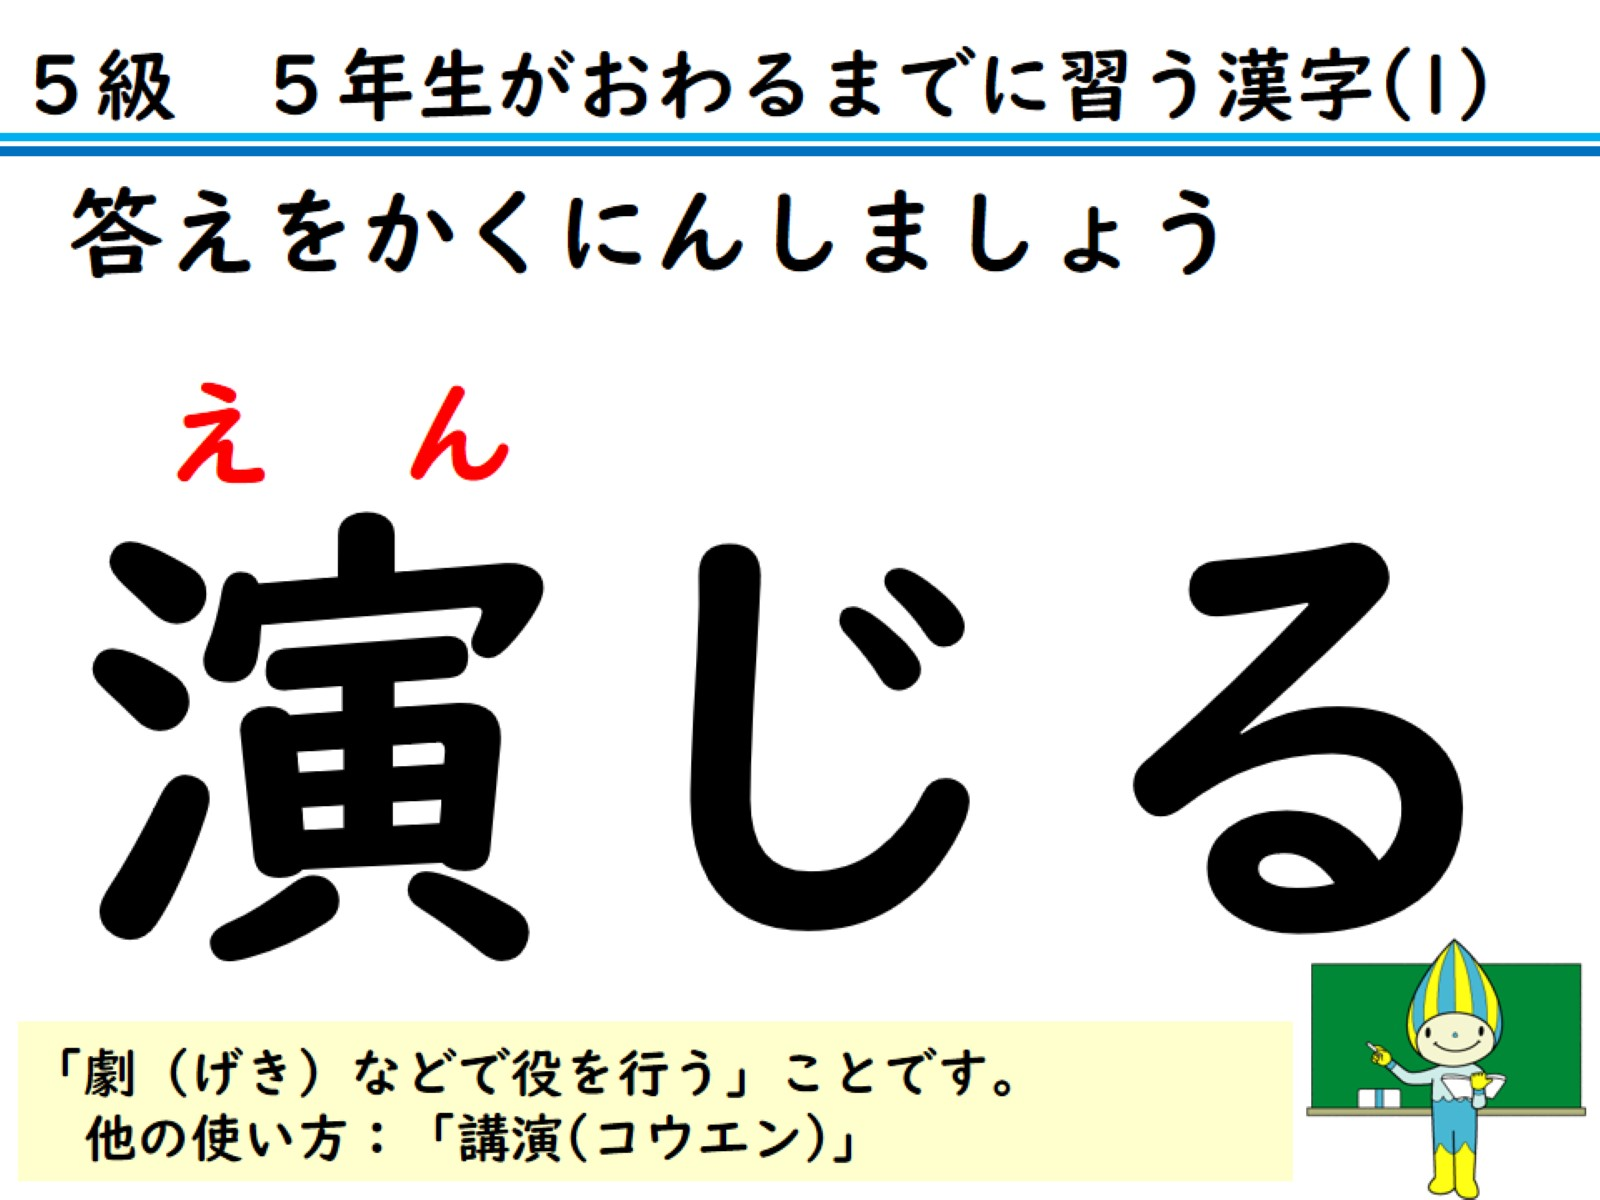 5級　5年生がおわるまでに習う漢字(1)
答えをかくにんしましょう
えん
演じる
「劇（げき）などで役を行う」ことです。
他の使い方：「講演(コウエン)」